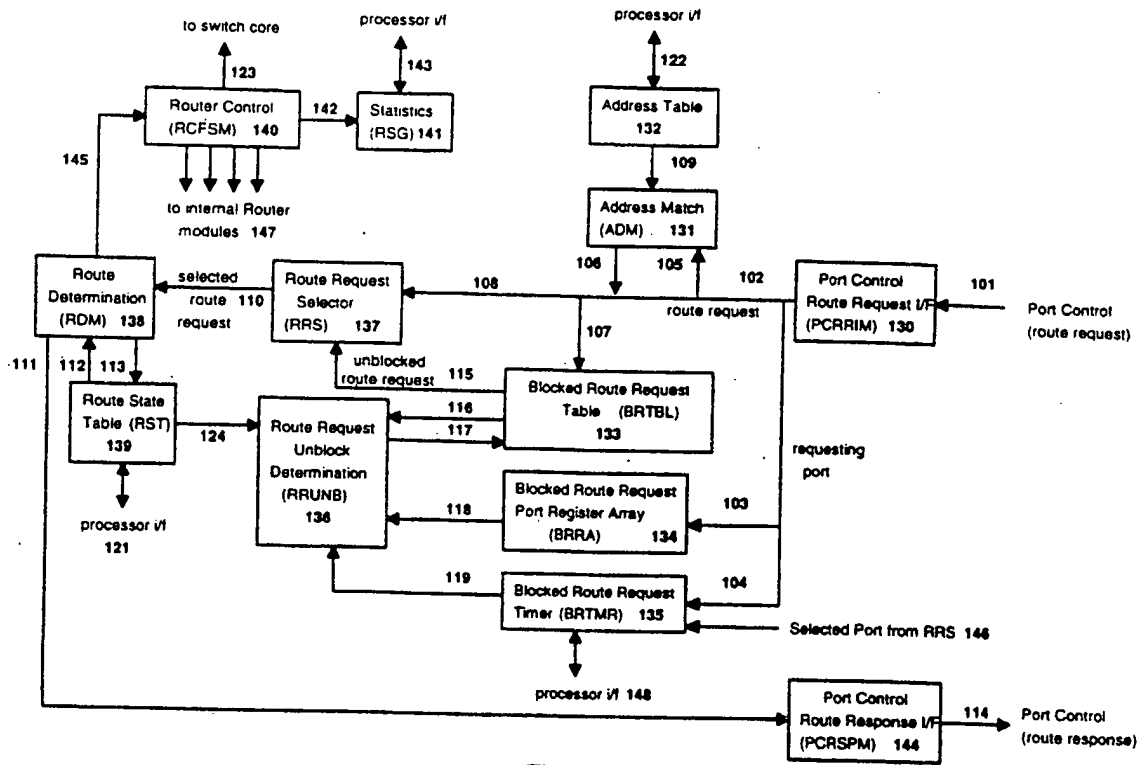 processor i/f
to switch core
processor i/f
123
143
122
Router Control
(RCFSM) 140
142
Statistics
(RSG) 141
Address Table
132
145
109
to internal Router
modules 147
Address Match
(ADM) 131
106
105
102
101
Route
Determination
(RDM) 138
selected
route 110
request
Route Request
Selector
(RRS) 137
108
route request
Port Control
Route Request I/F
(PCRRIM) 130
Port Control
(route request)
107
111
112
113
unblocked
route request
115
Route State
Table (RST)
139
124
Route Request
Unblock
Determination
(RRUNB)
136
116
117
Blocked Route Request
Table (BRTBL)
133
requesting
port
processor i/f
121
118
Blocked Route Request
Port Register Array
(BRRA) 134
103
119
Blocked Route Request
Timer (BRTMR) 135
104
Selected Port from RRS 146
processor i/f 148
Port Control
Route Response I/F
(PCRSPM) 144
114
Port Control
(route response)